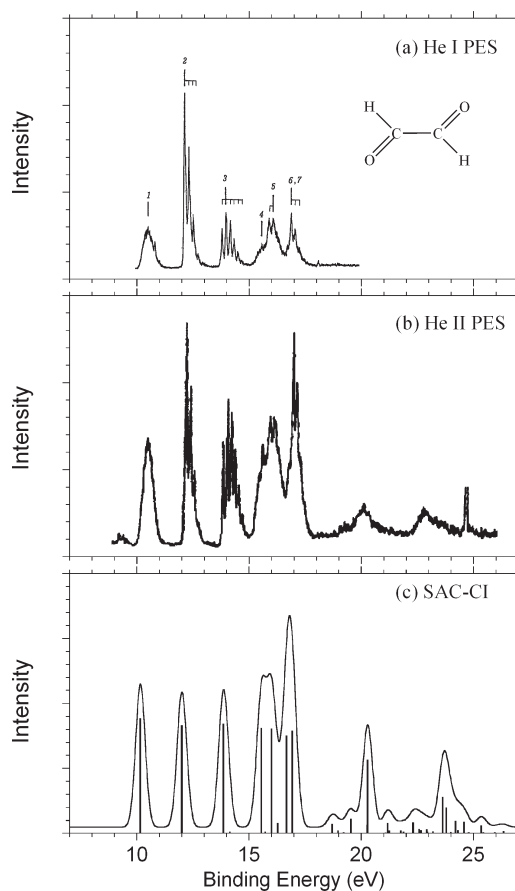 (a) He I PES
Intensity
1
2
3
4
5
6,7
H
O
C
C
O
H
(b) He II PES
Intensity
(c) SAC-CI
Intensity
10 15 20 25
Binding Energy (eV)